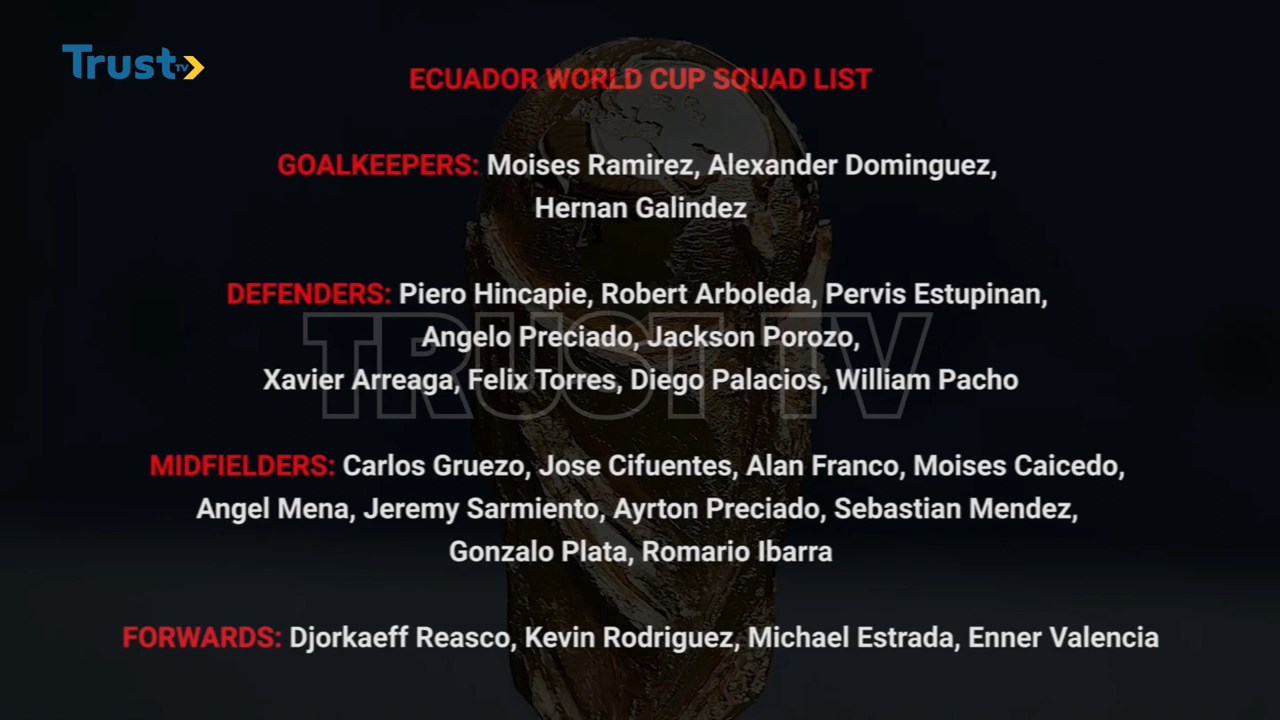 Trust TV
ECUADOR WORLD CUP SQUAD LIST
GOALKEEPERS: Moises Ramirez, Alexander Dominguez,
Hernan Galindez
DEFENDERS: Piero Hincapie, Robert Arboleda, Pervis Estupinan,
TRUST TV
Angelo Preciado, Jackson Porozo,
Xavier Arreaga, Felix Torres, Diego Palacios, William Pacho
MIDFIELDERS: Carlos Gruezo, Jose Cifuentes, Alan Franco, Moises Caicedo,
Angel Mena, Jeremy Sarmiento, Ayrton Preciado, Sebastian Mendez,
Gonzalo Plata, Romario Ibarra
FORWARDS: Djorkaeff Reasco, Kevin Rodriguez, Michael Estrada, Enner Valencia